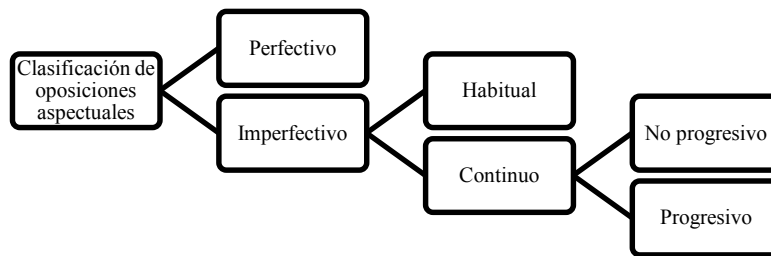 Clasificación de
oposiciones
aspectuales
Perfectivo
Imperfectivo
Habitual
Continuo
No progresivo
Progresivo